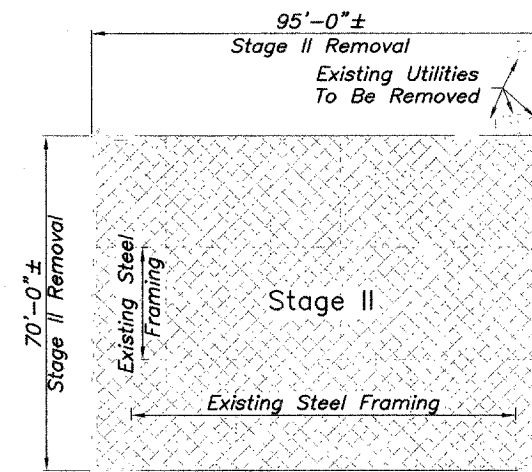 95'-0"±
Stage II Removal
Existing Utilities
To Be Removed
70'-0"±
Stage II Removal
Existing Steel
Framing
Stage II
Existing Steel Framing